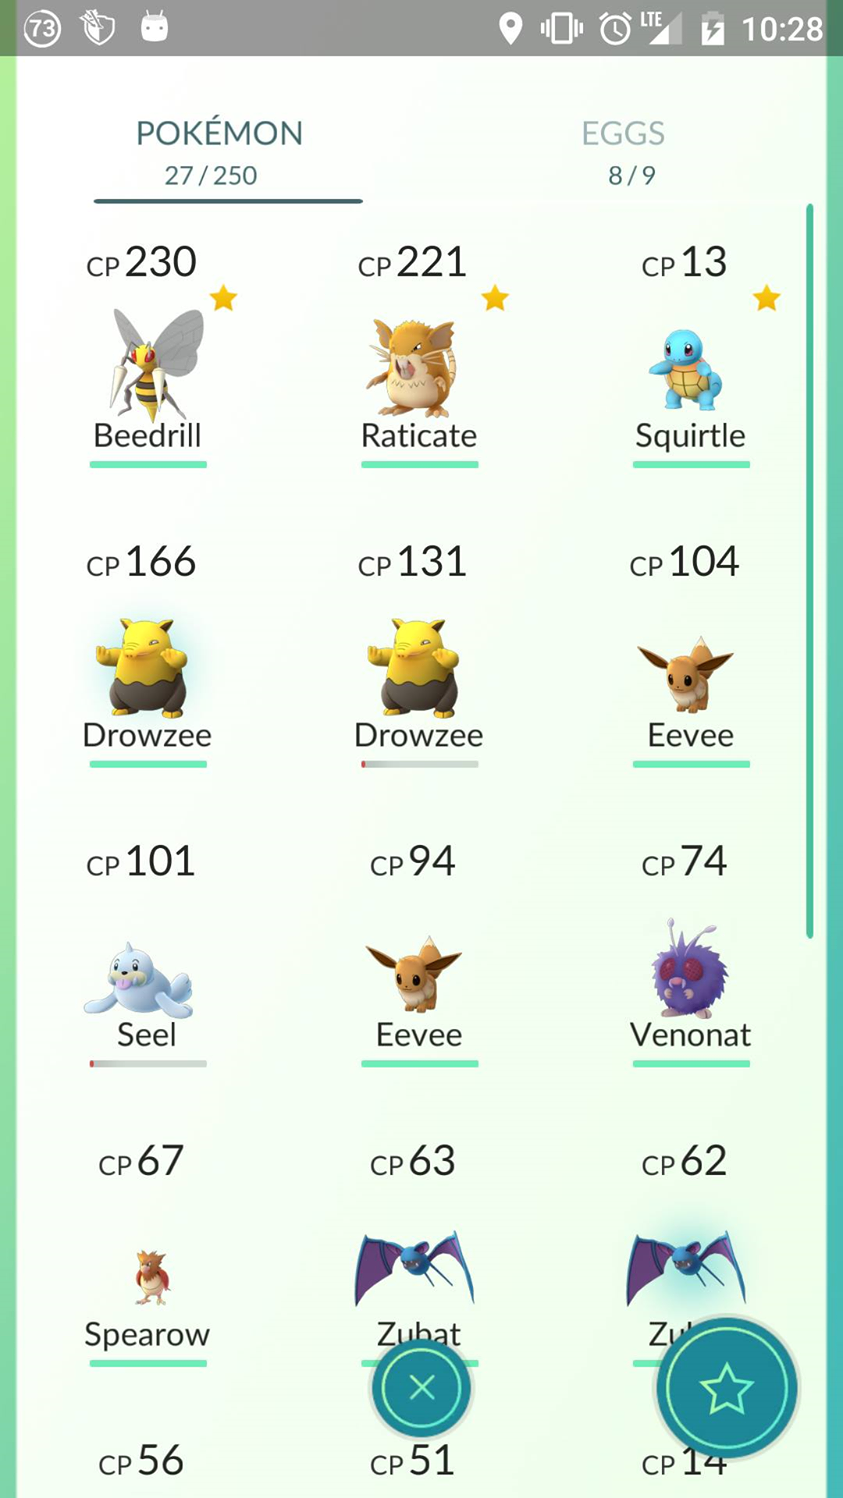 73 LTE 10:28
POKÉMON EGGS
27 / 250 8 / 9
CP 230 CP 221 CP 13
Beedrill Raticate Squirtle
CP 166 CP 131 CP 104
Drowzee Drowzee Eevee
CP 101 CP 94 CP 74
Seel Eevee Venonat
CP 67 CP 63 CP 62
Spearow Zubat
CP 56 CP 51 CP 14